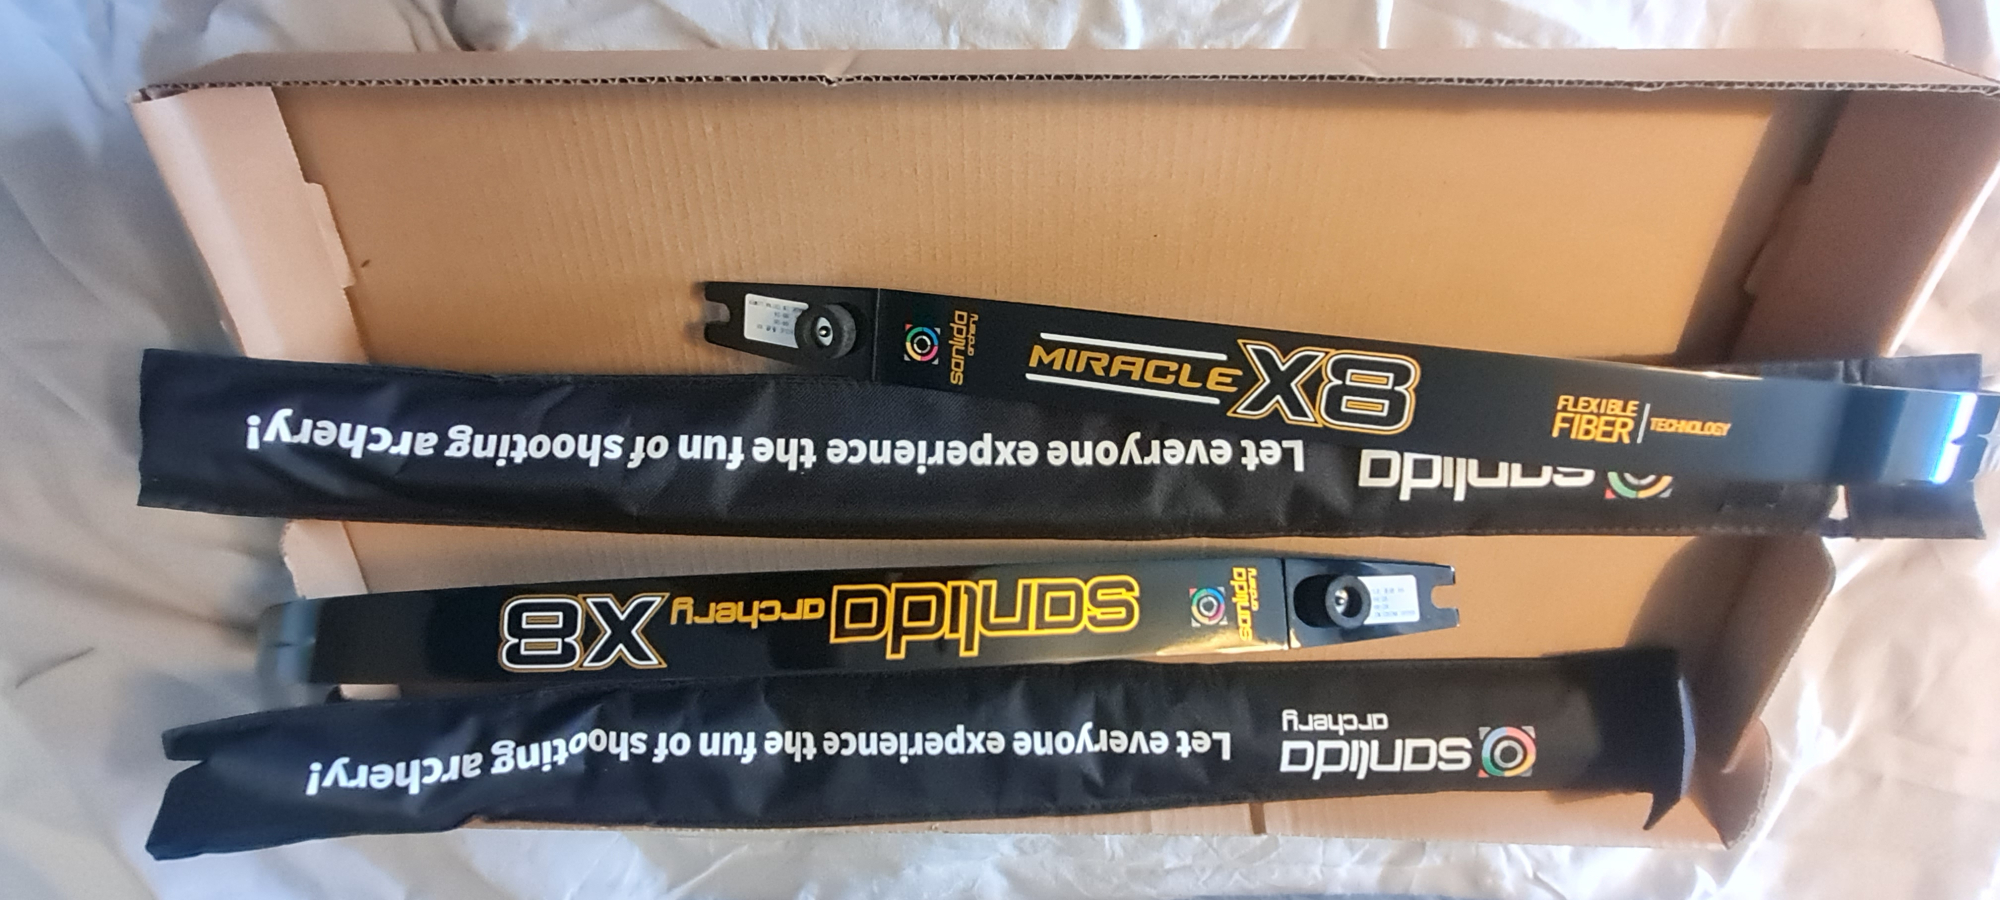 sanlida
archery
MIRACLE X8
FLEXIBLE
FIBER
TECHNOLOGY
sanlida
Let everyone experience the fun of shooting archery!
sanlida
archery
sanlida archery X8
sanlida
archery
Let everyone experience the fun of shooting archery!